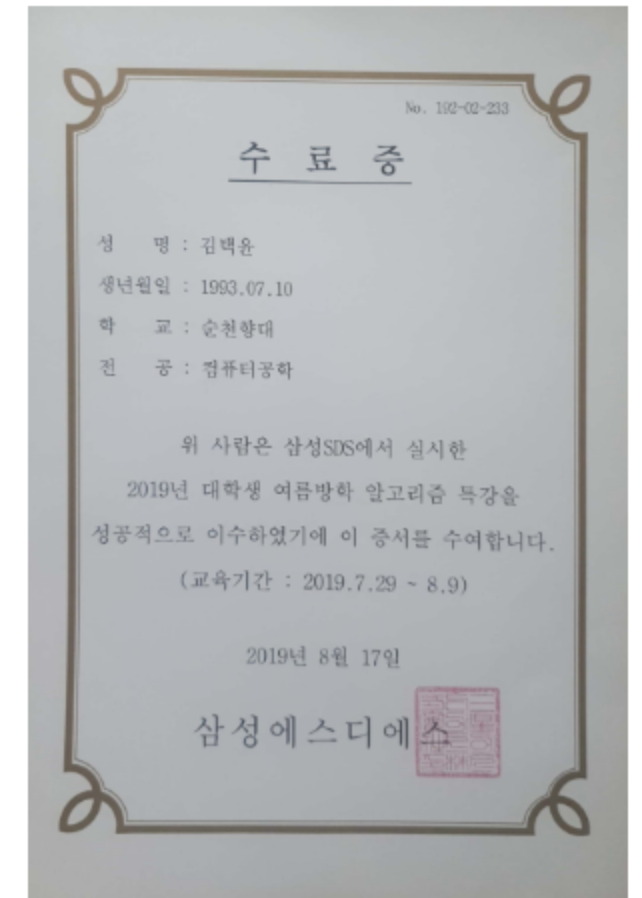 No. 192-02-233
수 료 증
성 명 : 김백윤
생년월일 : 1993.07.10
학 교 : 순천향대
전 공 : 컴퓨터공학
위 사람은 삼성SDS에서 실시한
2019년 대학생 여름방학 알고리즘 특강을
성공적으로 이수하였기에 이 증서를 수여합니다.
(교육기간 : 2019.7.29 ~ 8.9)
2019년 8월 17일
삼성에스디에스